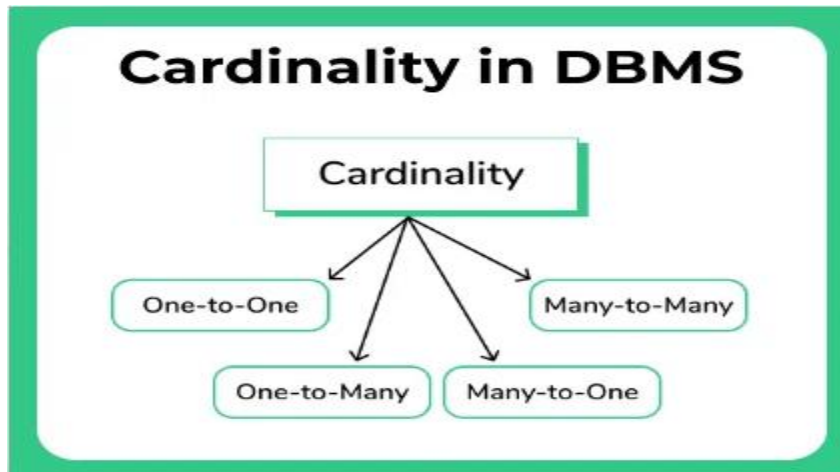 Cardinality in DBMS
Cardinality
One-to-One
Many-to-Many
One-to-Many
Many-to-One